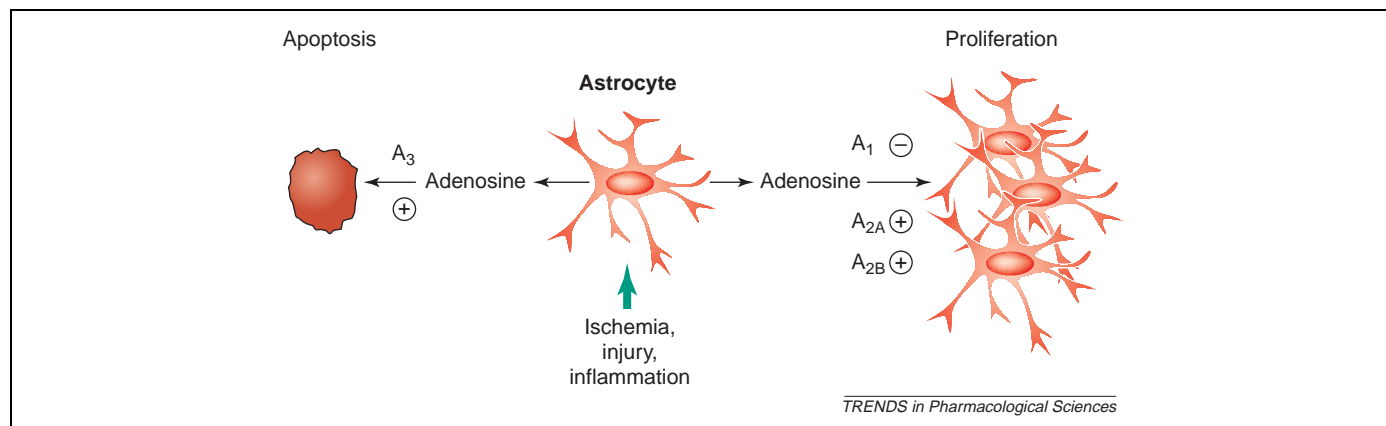 Apoptosis
Proliferation
Astrocyte
A₃
Adenosine
+
Adenosine
A₁ −
A₂A +
A₂B +
Ischemia,
injury,
inflammation
TRENDS in Pharmacological Sciences